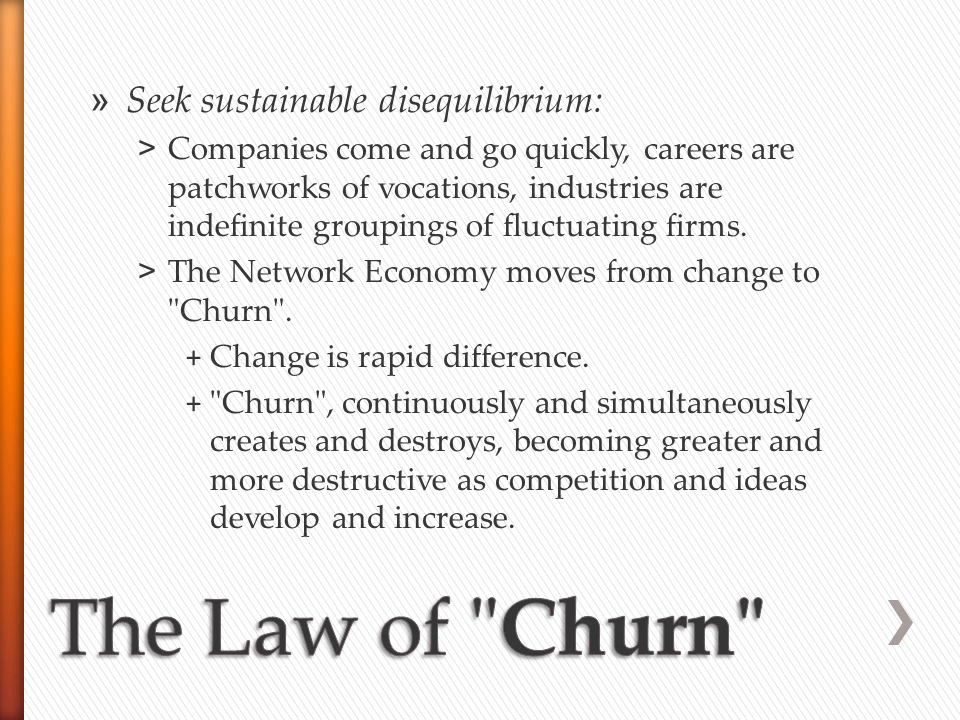 » Seek sustainable disequilibrium:
> Companies come and go quickly, careers are
patchworks of vocations, industries are
indefinite groupings of fluctuating firms.
> The Network Economy moves from change to
"Churn".
+ Change is rapid difference.
+ "Churn", continuously and simultaneously
creates and destroys, becoming greater and
more destructive as competition and ideas
develop and increase.
The Law of "Churn"